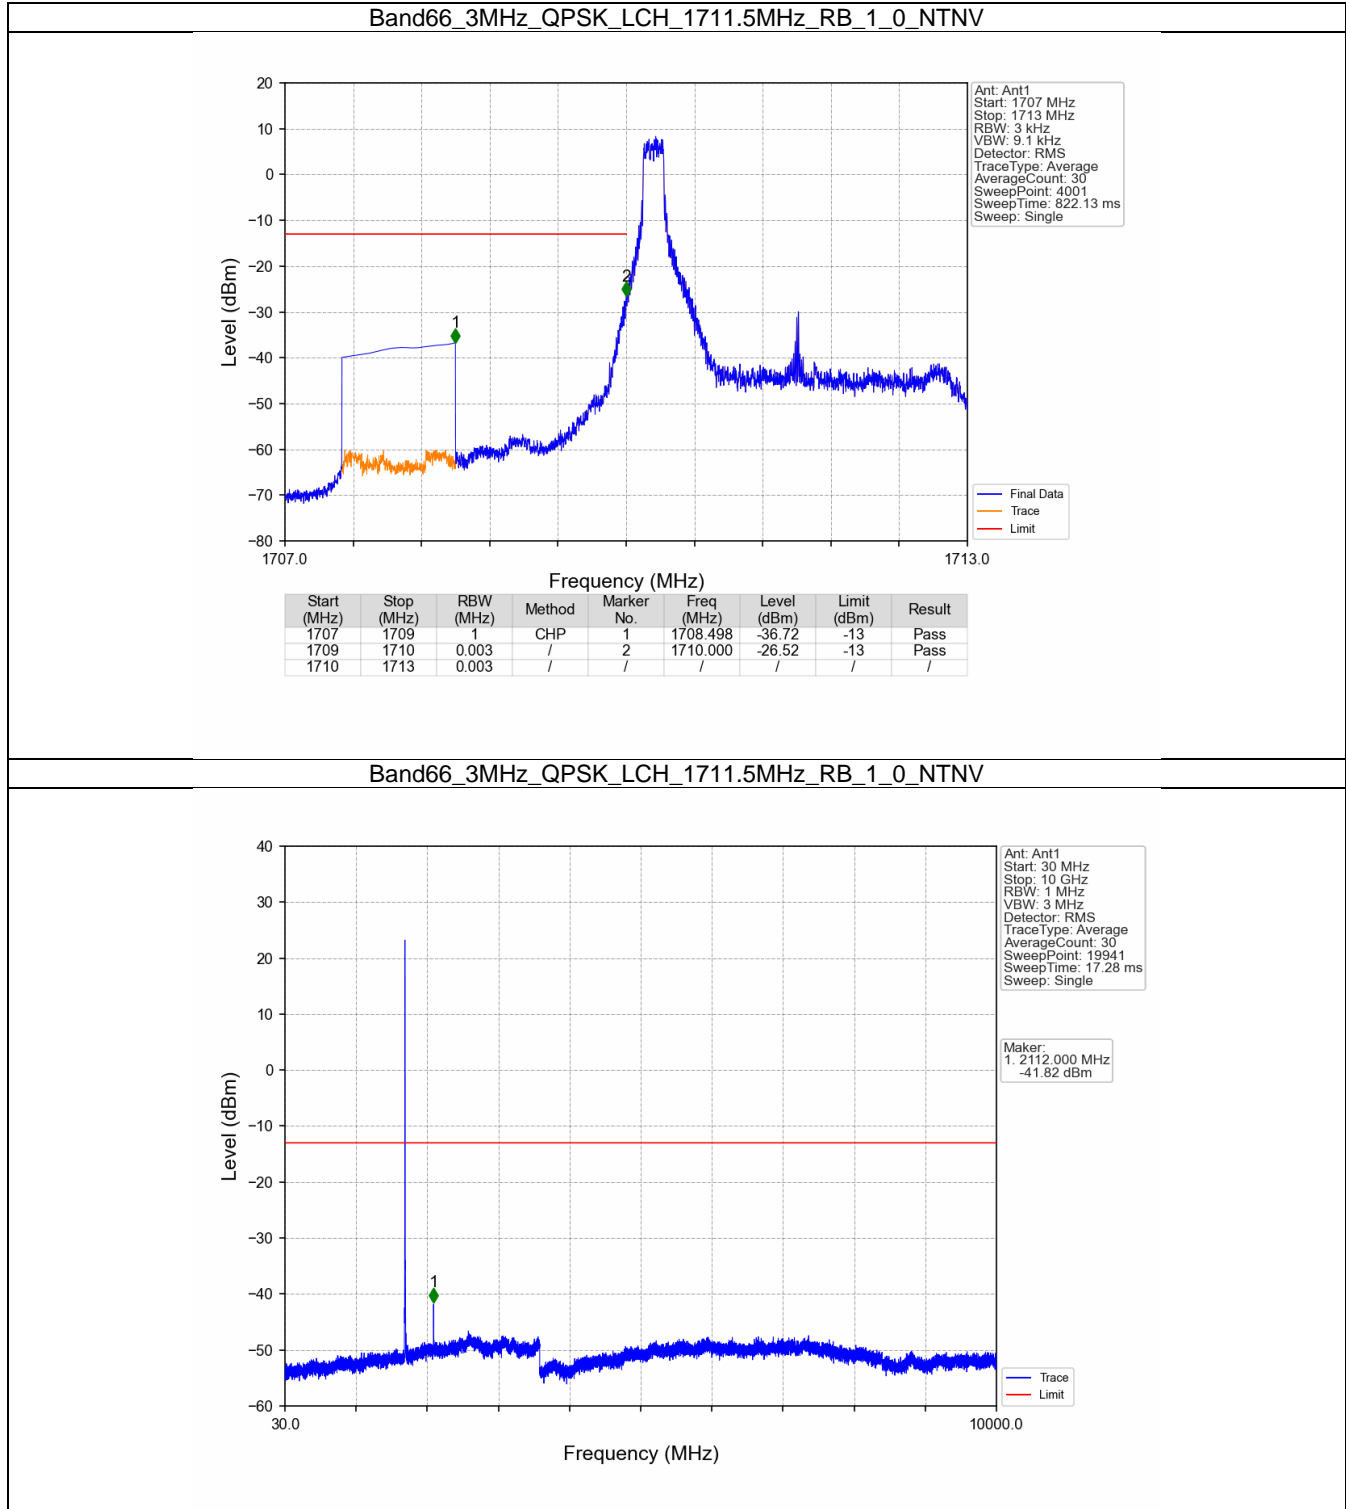 Band66_3MHz_QPSK_LCH_1711.5MHz_RB_1_0_NTNV
20
10
0
−10
−20
−30
−40
−50
−60
−70
−80
Level (dBm)
1
2
1707.0
1713.0
Frequency (MHz)
Ant: Ant1
Start: 1707 MHz
Stop: 1713 MHz
RBW: 3 kHz
VBW: 9.1 kHz
Detector: RMS
TraceType: Average
AverageCount: 30
SweepPoint: 4001
SweepTime: 822.13 ms
Sweep: Single
Final Data
Trace
Limit
Start (MHz) Stop (MHz) RBW (MHz) Method Marker No. Freq (MHz) Level (dBm) Limit (dBm) Result
1707 1709 1 CHP 1 1708.498 -36.72 -13 Pass
1709 1710 0.003 / 2 1710.000 -26.52 -13 Pass
1710 1713 0.003 / / / / / /
Band66_3MHz_QPSK_LCH_1711.5MHz_RB_1_0_NTNV
40
30
20
10
0
−10
−20
−30
−40
−50
−60
Level (dBm)
1
30.0
10000.0
Frequency (MHz)
Ant: Ant1
Start: 30 MHz
Stop: 10 GHz
RBW: 1 MHz
VBW: 3 MHz
Detector: RMS
TraceType: Average
AverageCount: 30
SweepPoint: 19941
SweepTime: 17.28 ms
Sweep: Single
Maker:
1. 2112.000 MHz
-41.82 dBm
Trace
Limit